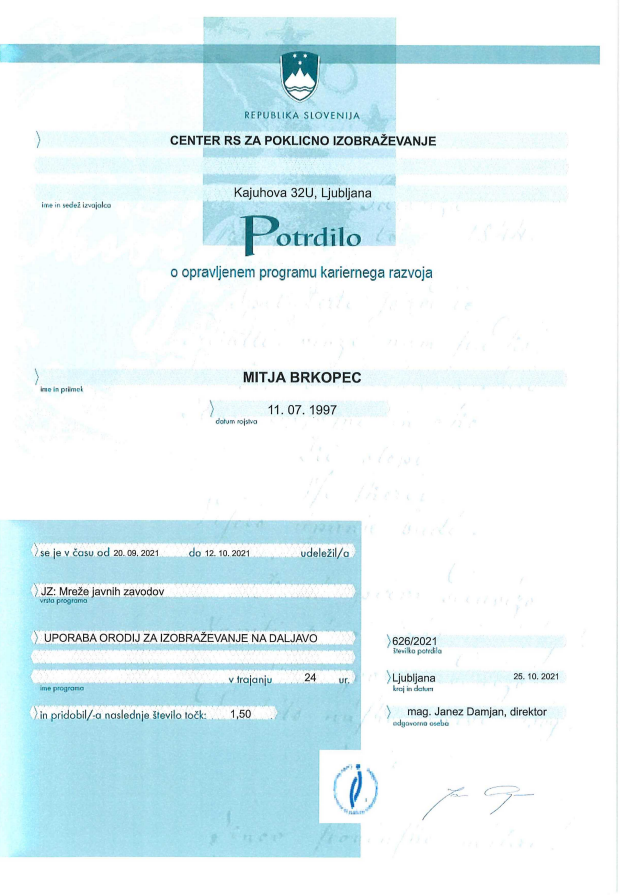 REPUBLIKA SLOVENIJA
CENTER RS ZA POKLICNO IZOBRAŽEVANJE
Kajuhova 32U, Ljubljana
ime in sedež izvajalca
Potrdilo
o opravljenem programu kariernega razvoja
MITJA BRKOPEC
ime in priimek
11. 07. 1997
datum rojstva
se je v času od 20. 09. 2021 do 12. 10. 2021 udeležil/a
JZ: Mreže javnih zavodov
vrsta programa
UPORABA ORODIJ ZA IZOBRAŽEVANJE NA DALJAVO
v trajanju 24 ur.
ime programa
in pridobil/-a naslednje število točk: 1,50 .
626/2021
številka potrdila
Ljubljana 25. 10. 2021
kraj in datum
mag. Janez Damjan, direktor
odgovorna oseba